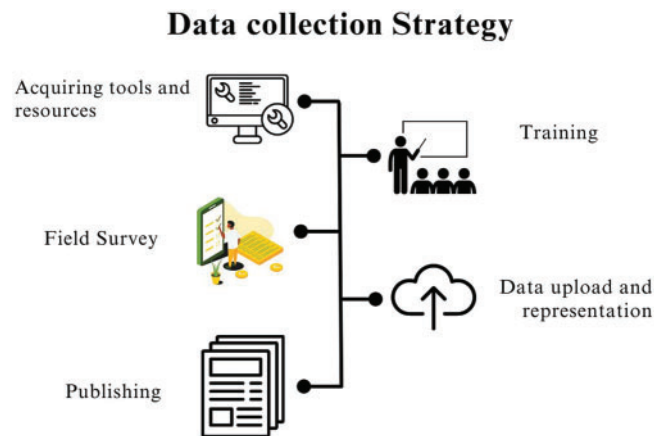 Data collection Strategy
Acquiring tools and
resources
Training
Field Survey
Data upload and
representation
Publishing